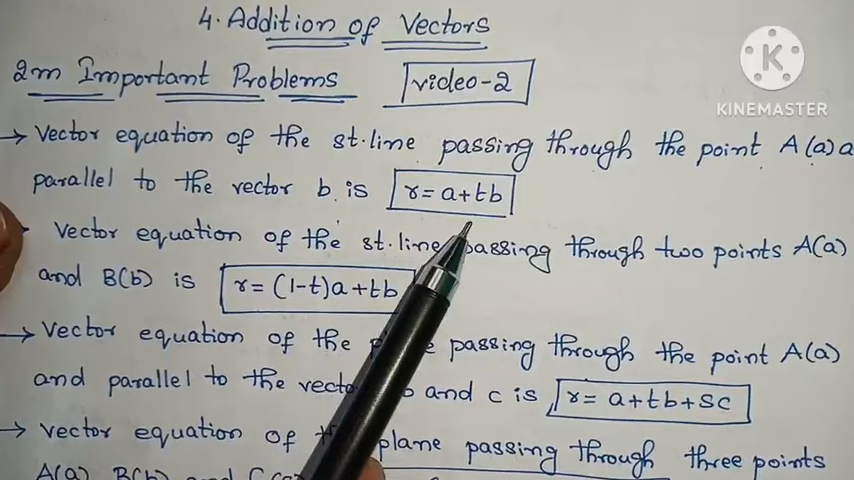 4. Addition of Vectors
2m Important Problems video-2
K
KINEMASTER
→ Vector equation of the st.line passing through the point A(a) a
parallel to the vector b is r = a+tb
vector equation of the st.line passing through two points A(a)
and B(b) is r = (1-t)a+tb
→ Vector equation of the passing through the point A(a)
and parallel to the and c is r = a+tb+sc
→ vector equation of plane passing through three points
A(a) B(b) and